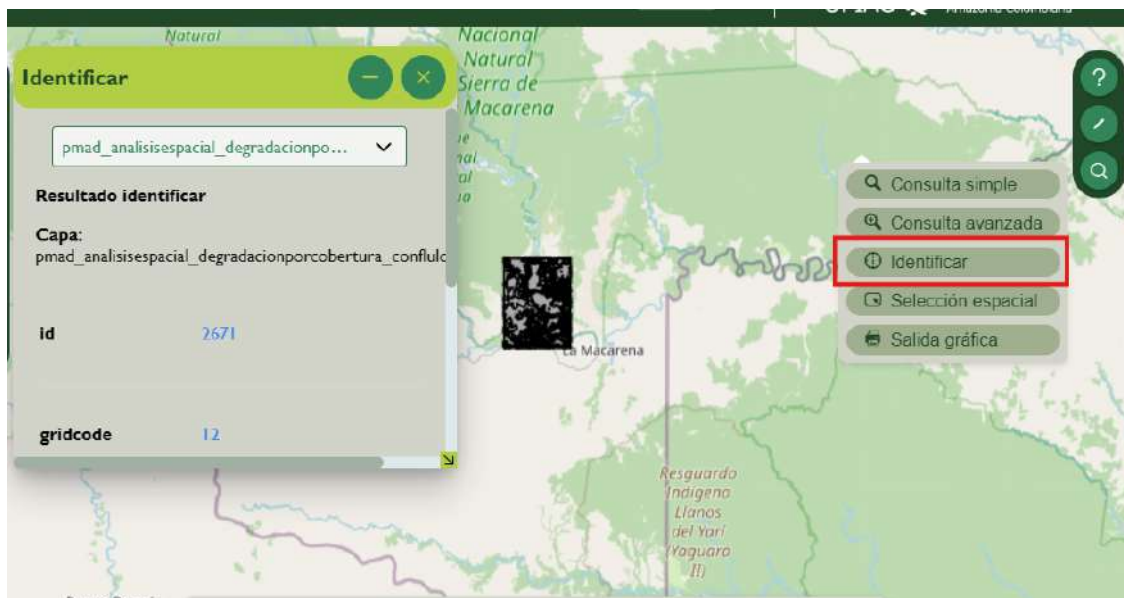 Amazonia colombiana
Natural
Nacional
Natural
Sierra de
Macarena
Identificar
pmad_analisisespacial_degradacionpo...
Resultado identificar
Capa:
pmad_analisisespacial_degradacionporcobertura_conflulc
id 2671
gridcode 12
?
Consulta simple
Consulta avanzada
Identificar
Selección espacial
Salida gráfica
La Macarena
Resguardo
Indígena
Llanos
del Yarí
(Yaguara
II)